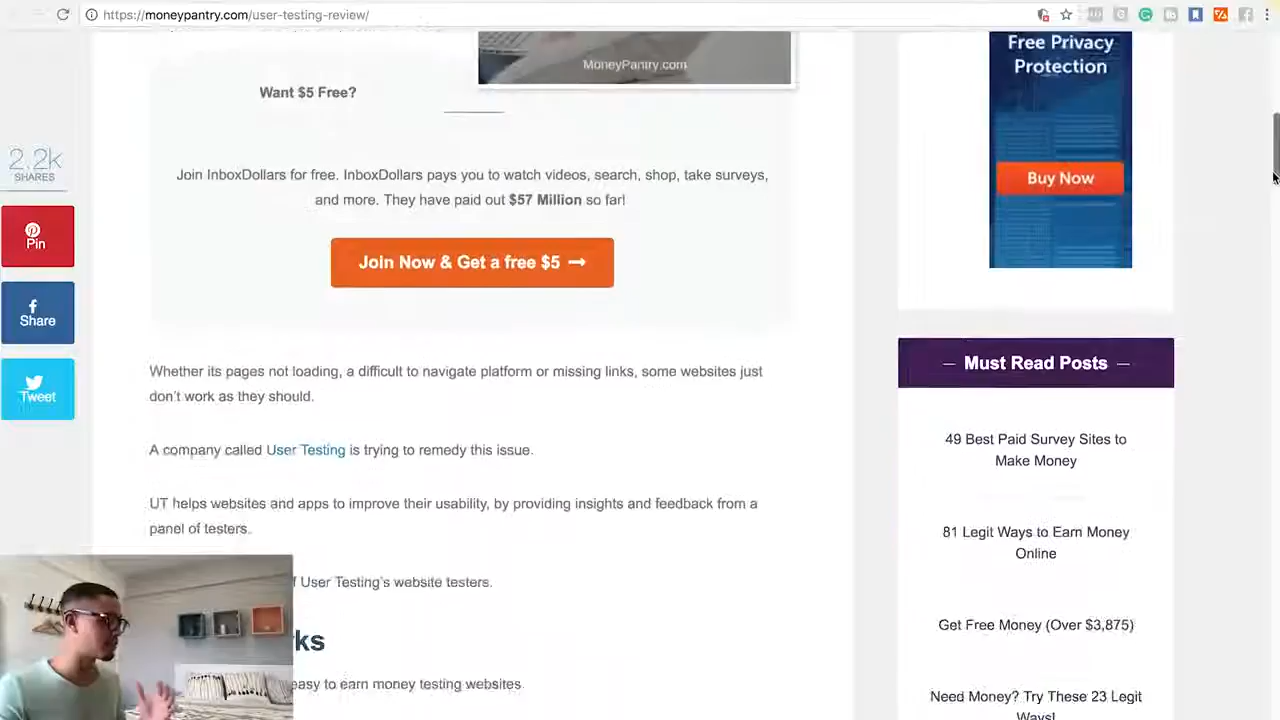 https://moneypantry.com/user-testing-review/
Free Privacy
Protection
Buy Now
MoneyPantry.com
Want $5 Free?
Join InboxDollars for free. InboxDollars pays you to watch videos, search, shop, take surveys,
and more. They have paid out $57 Million so far!
Join Now & Get a free $5 →
2.2k
SHARES
Pin
Share
Tweet
Whether its pages not loading, a difficult to navigate platform or missing links, some websites just
don't work as they should.
A company called User Testing is trying to remedy this issue.
UT helps websites and apps to improve their usability, by providing insights and feedback from a
panel of testers.
f User Testing's website testers.
ks
easy to earn money testing websites
Must Read Posts
49 Best Paid Survey Sites to
Make Money
81 Legit Ways to Earn Money
Online
Get Free Money (Over $3,875)
Need Money? Try These 23 Legit
Ways!